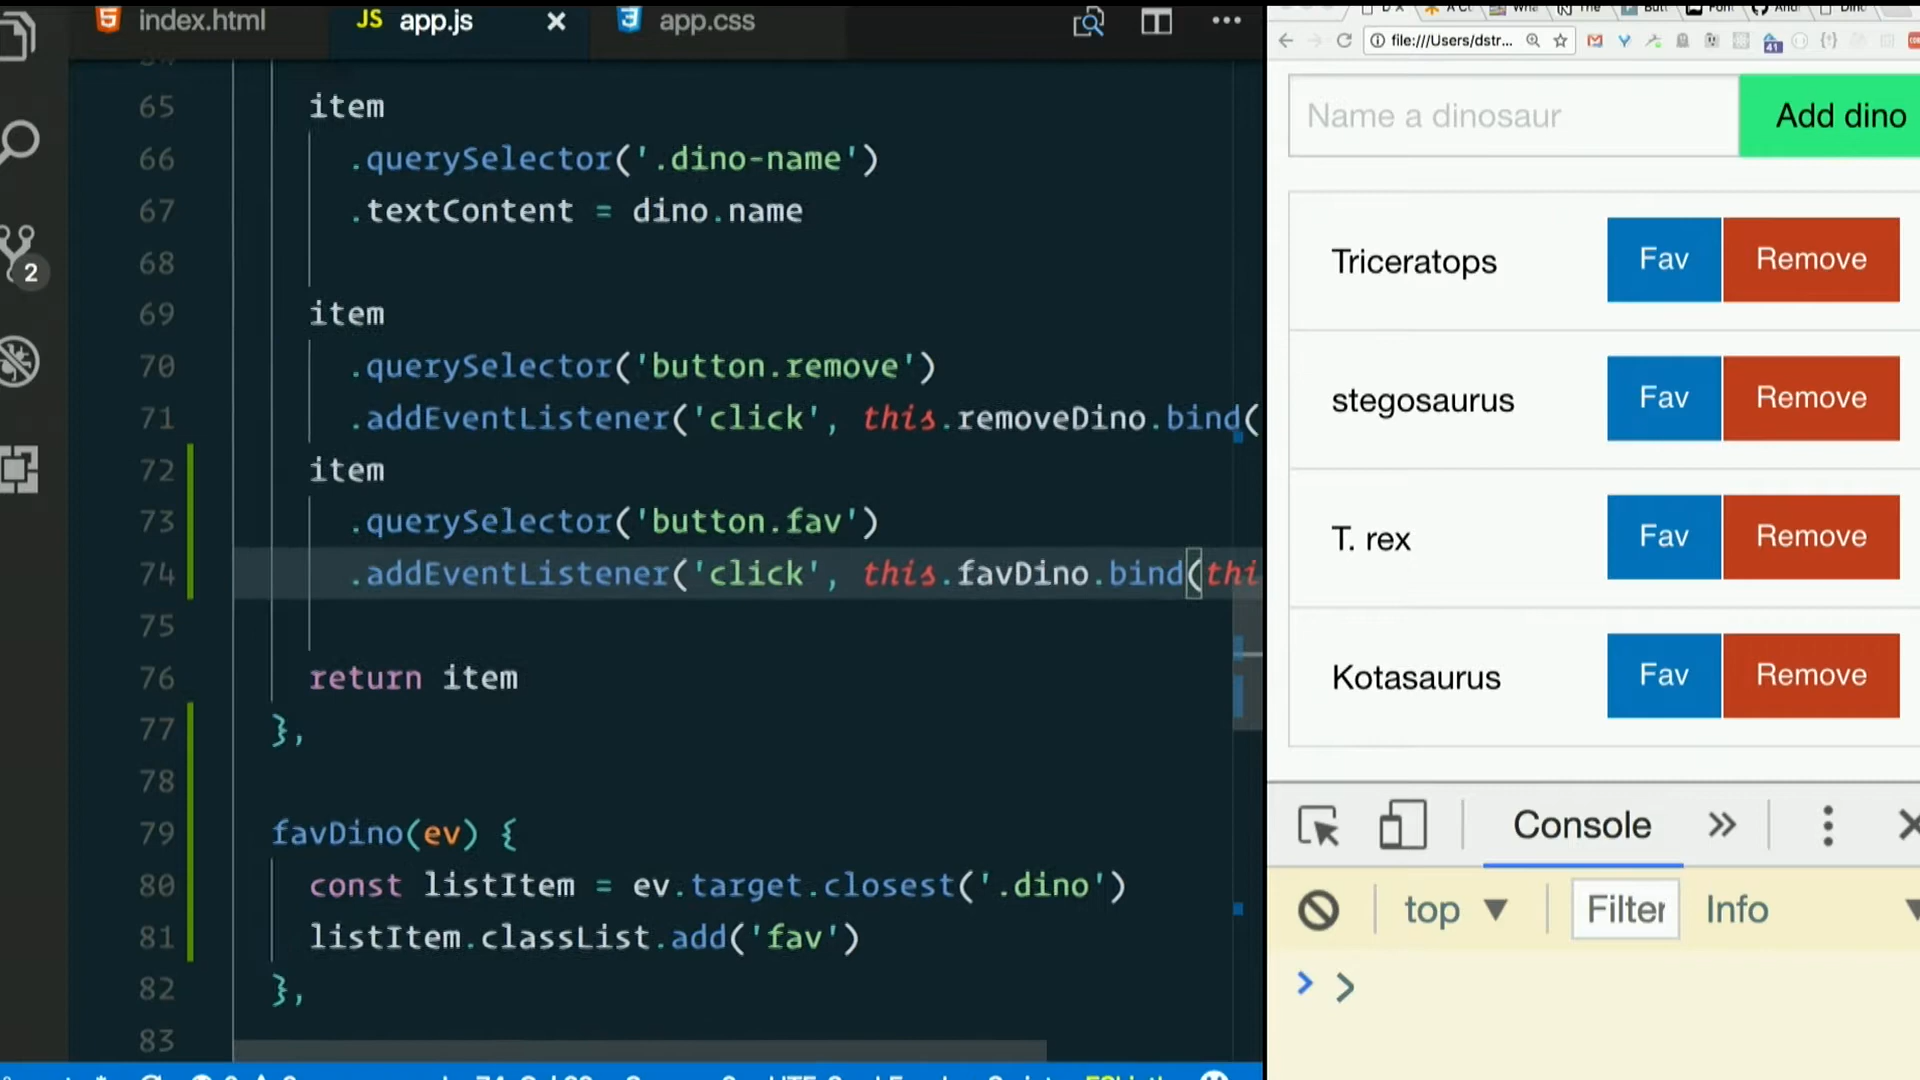 index.html
JS app.js
app.css
65 item
66 .querySelector('.dino-name')
67 .textContent = dino.name
68
69 item
70 .querySelector('button.remove')
71 .addEventListener('click', this.removeDino.bind(
72 item
73 .querySelector('button.fav')
74 .addEventListener('click', this.favDino.bind(thi
75
76 return item
77 },
78
79 favDino(ev) {
80 const listItem = ev.target.closest('.dino')
81 listItem.classList.add('fav')
82 },
83
2
file:///Users/dstr...
41
Name a dinosaur
Add dino
Triceratops Fav Remove
stegosaurus Fav Remove
T. rex Fav Remove
Kotasaurus Fav Remove
Console
top Filter Info
> >